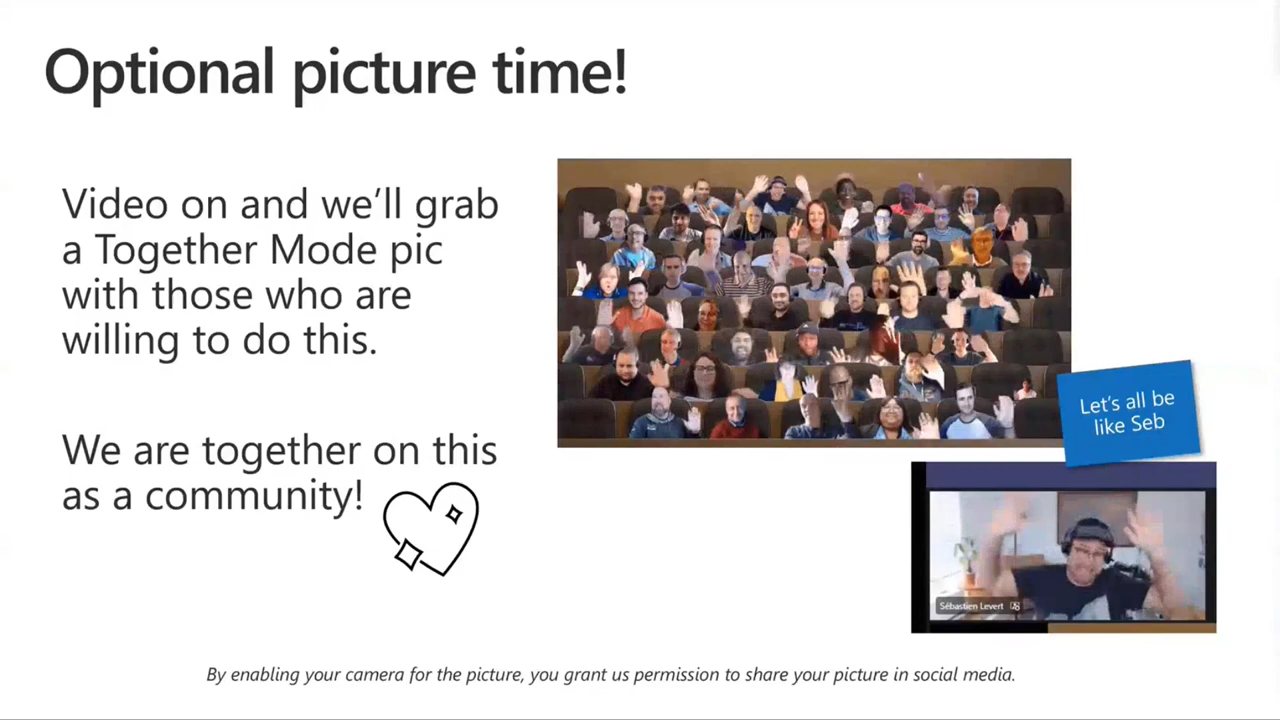 Optional picture time!
Video on and we’ll grab
a Together Mode pic
with those who are
willing to do this.
We are together on this
as a community!
Let’s all be
like Seb
Sébastien Levert
By enabling your camera for the picture, you grant us permission to share your picture in social media.